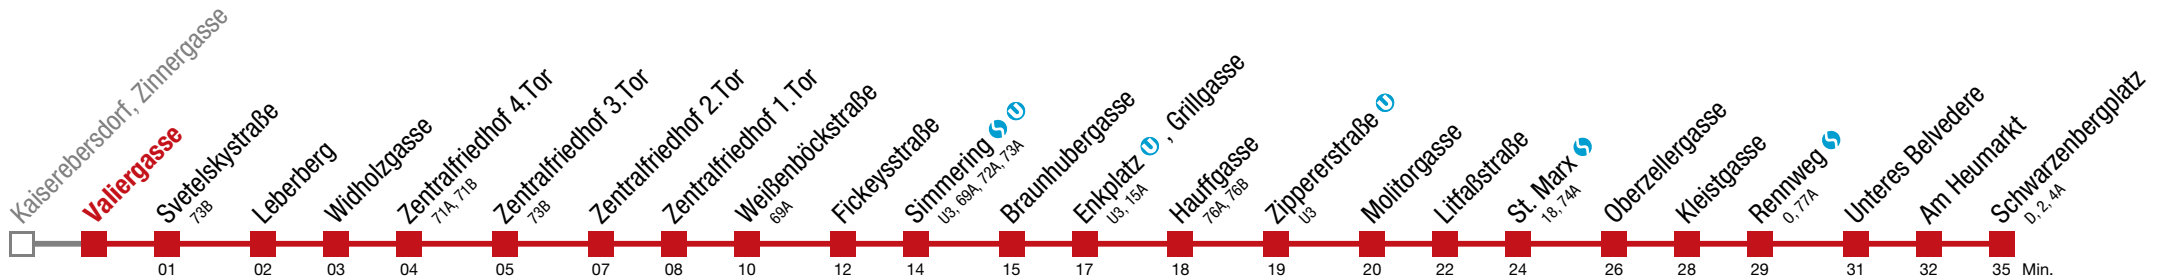 Kaiserebersdorf, Zinnergasse
Valiergasse
Svetelskystraße
73B
Leberberg
Widholzgasse
Zentralfriedhof 4.Tor
71A, 71B
Zentralfriedhof 3.Tor
73B
Zentralfriedhof 2.Tor
Zentralfriedhof 1.Tor
Weißenböckstraße
69A
Fickeysstraße
Simmering S U
U3, 69A, 72A, 73A
Braunhubergasse
Enkplatz U , Grillgasse
U3, 15A
Hauffgasse
76A, 76B
Zippererstraße U
U3
Molitorgasse
Litfaßstraße
St. Marx S
18, 74A
Oberzellergasse
Kleistgasse
Rennweg S
O, 77A
Unteres Belvedere
Am Heumarkt
Schwarzenbergplatz
D, 2, 4A
01 02 03 04 05 07 08 10 12 14 15 17 18 19 20 22 24 26 28 29 31 32 35 Min.